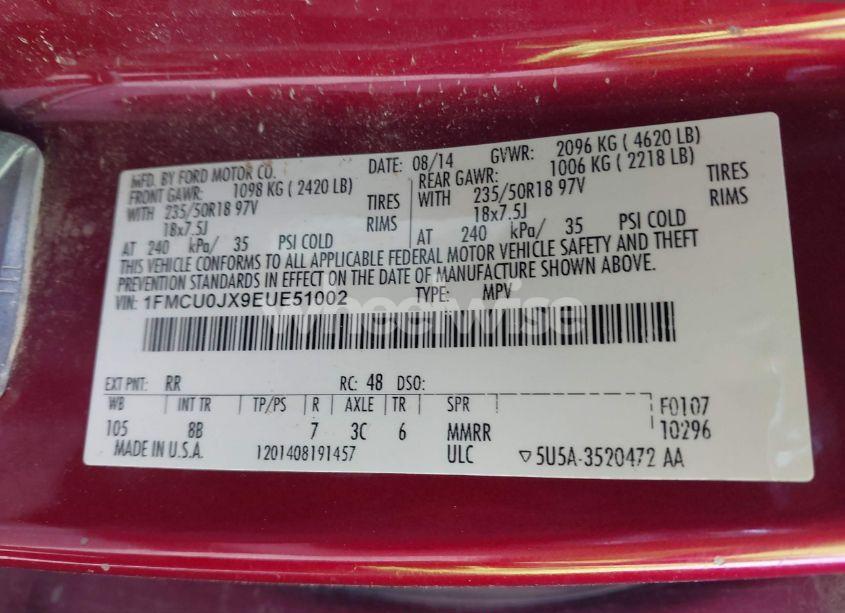 MFD. BY FORD MOTOR CO. DATE: 08/14 GVWR: 2096 KG ( 4620 LB)
FRONT GAWR: 1098 KG ( 2420 LB) REAR GAWR: 1006 KG ( 2218 LB)
WITH 235/50R18 97V TIRES WITH 235/50R18 97V TIRES
18x7.5J RIMS 18x7.5J RIMS
AT 240 kPa/ 35 PSI COLD AT 240 kPa/ 35 PSI COLD
THIS VEHICLE CONFORMS TO ALL APPLICABLE FEDERAL MOTOR VEHICLE SAFETY AND THEFT
PREVENTION STANDARDS IN EFFECT ON THE DATE OF MANUFACTURE SHOWN ABOVE.
VIN: 1FMCU0JX9EUE51002 TYPE: MPV
wheelwise
EXT PNT: RR RC: 48 DSO:
WB INT TR TP/PS R AXLE TR SPR F0107
105 8B 7 3C 6 MMRR 10296
MADE IN U.S.A. 1201408191457 ULC ▽5U5A-3520472 AA